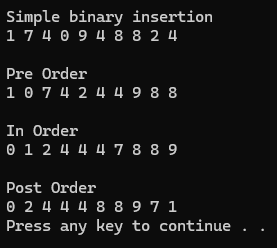 Simple binary insertion
1 7 4 0 9 4 8 8 2 4
Pre Order
1 0 7 4 2 4 4 9 8 8
In Order
0 1 2 4 4 4 7 8 8 9
Post Order
0 2 4 4 4 8 8 9 7 1
Press any key to continue . .